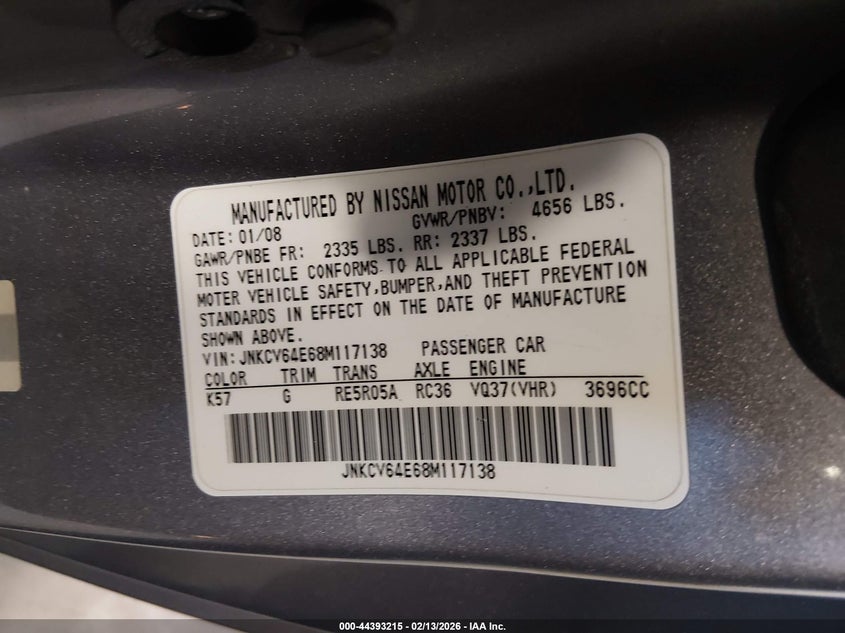 MANUFACTURED BY NISSAN MOTOR CO.,LTD.
DATE: 01/08 GVWR/PNBV: 4656 LBS.
GAWR/PNBE FR: 2335 LBS. RR: 2337 LBS.
THIS VEHICLE CONFORMS TO ALL APPLICABLE FEDERAL
MOTER VEHICLE SAFETY,BUMPER,AND THEFT PREVENTION
STANDARDS IN EFFECT ON THE DATE OF MANUFACTURE
SHOWN ABOVE.
VIN: JNKCV64E68M117138 PASSENGER CAR
COLOR TRIM TRANS AXLE ENGINE
K57 G RE5R05A RC36 VQ37(VHR) 3696CC
JNKCV64E68M117138
000-44393215 - 02/13/2026 - IAA Inc.